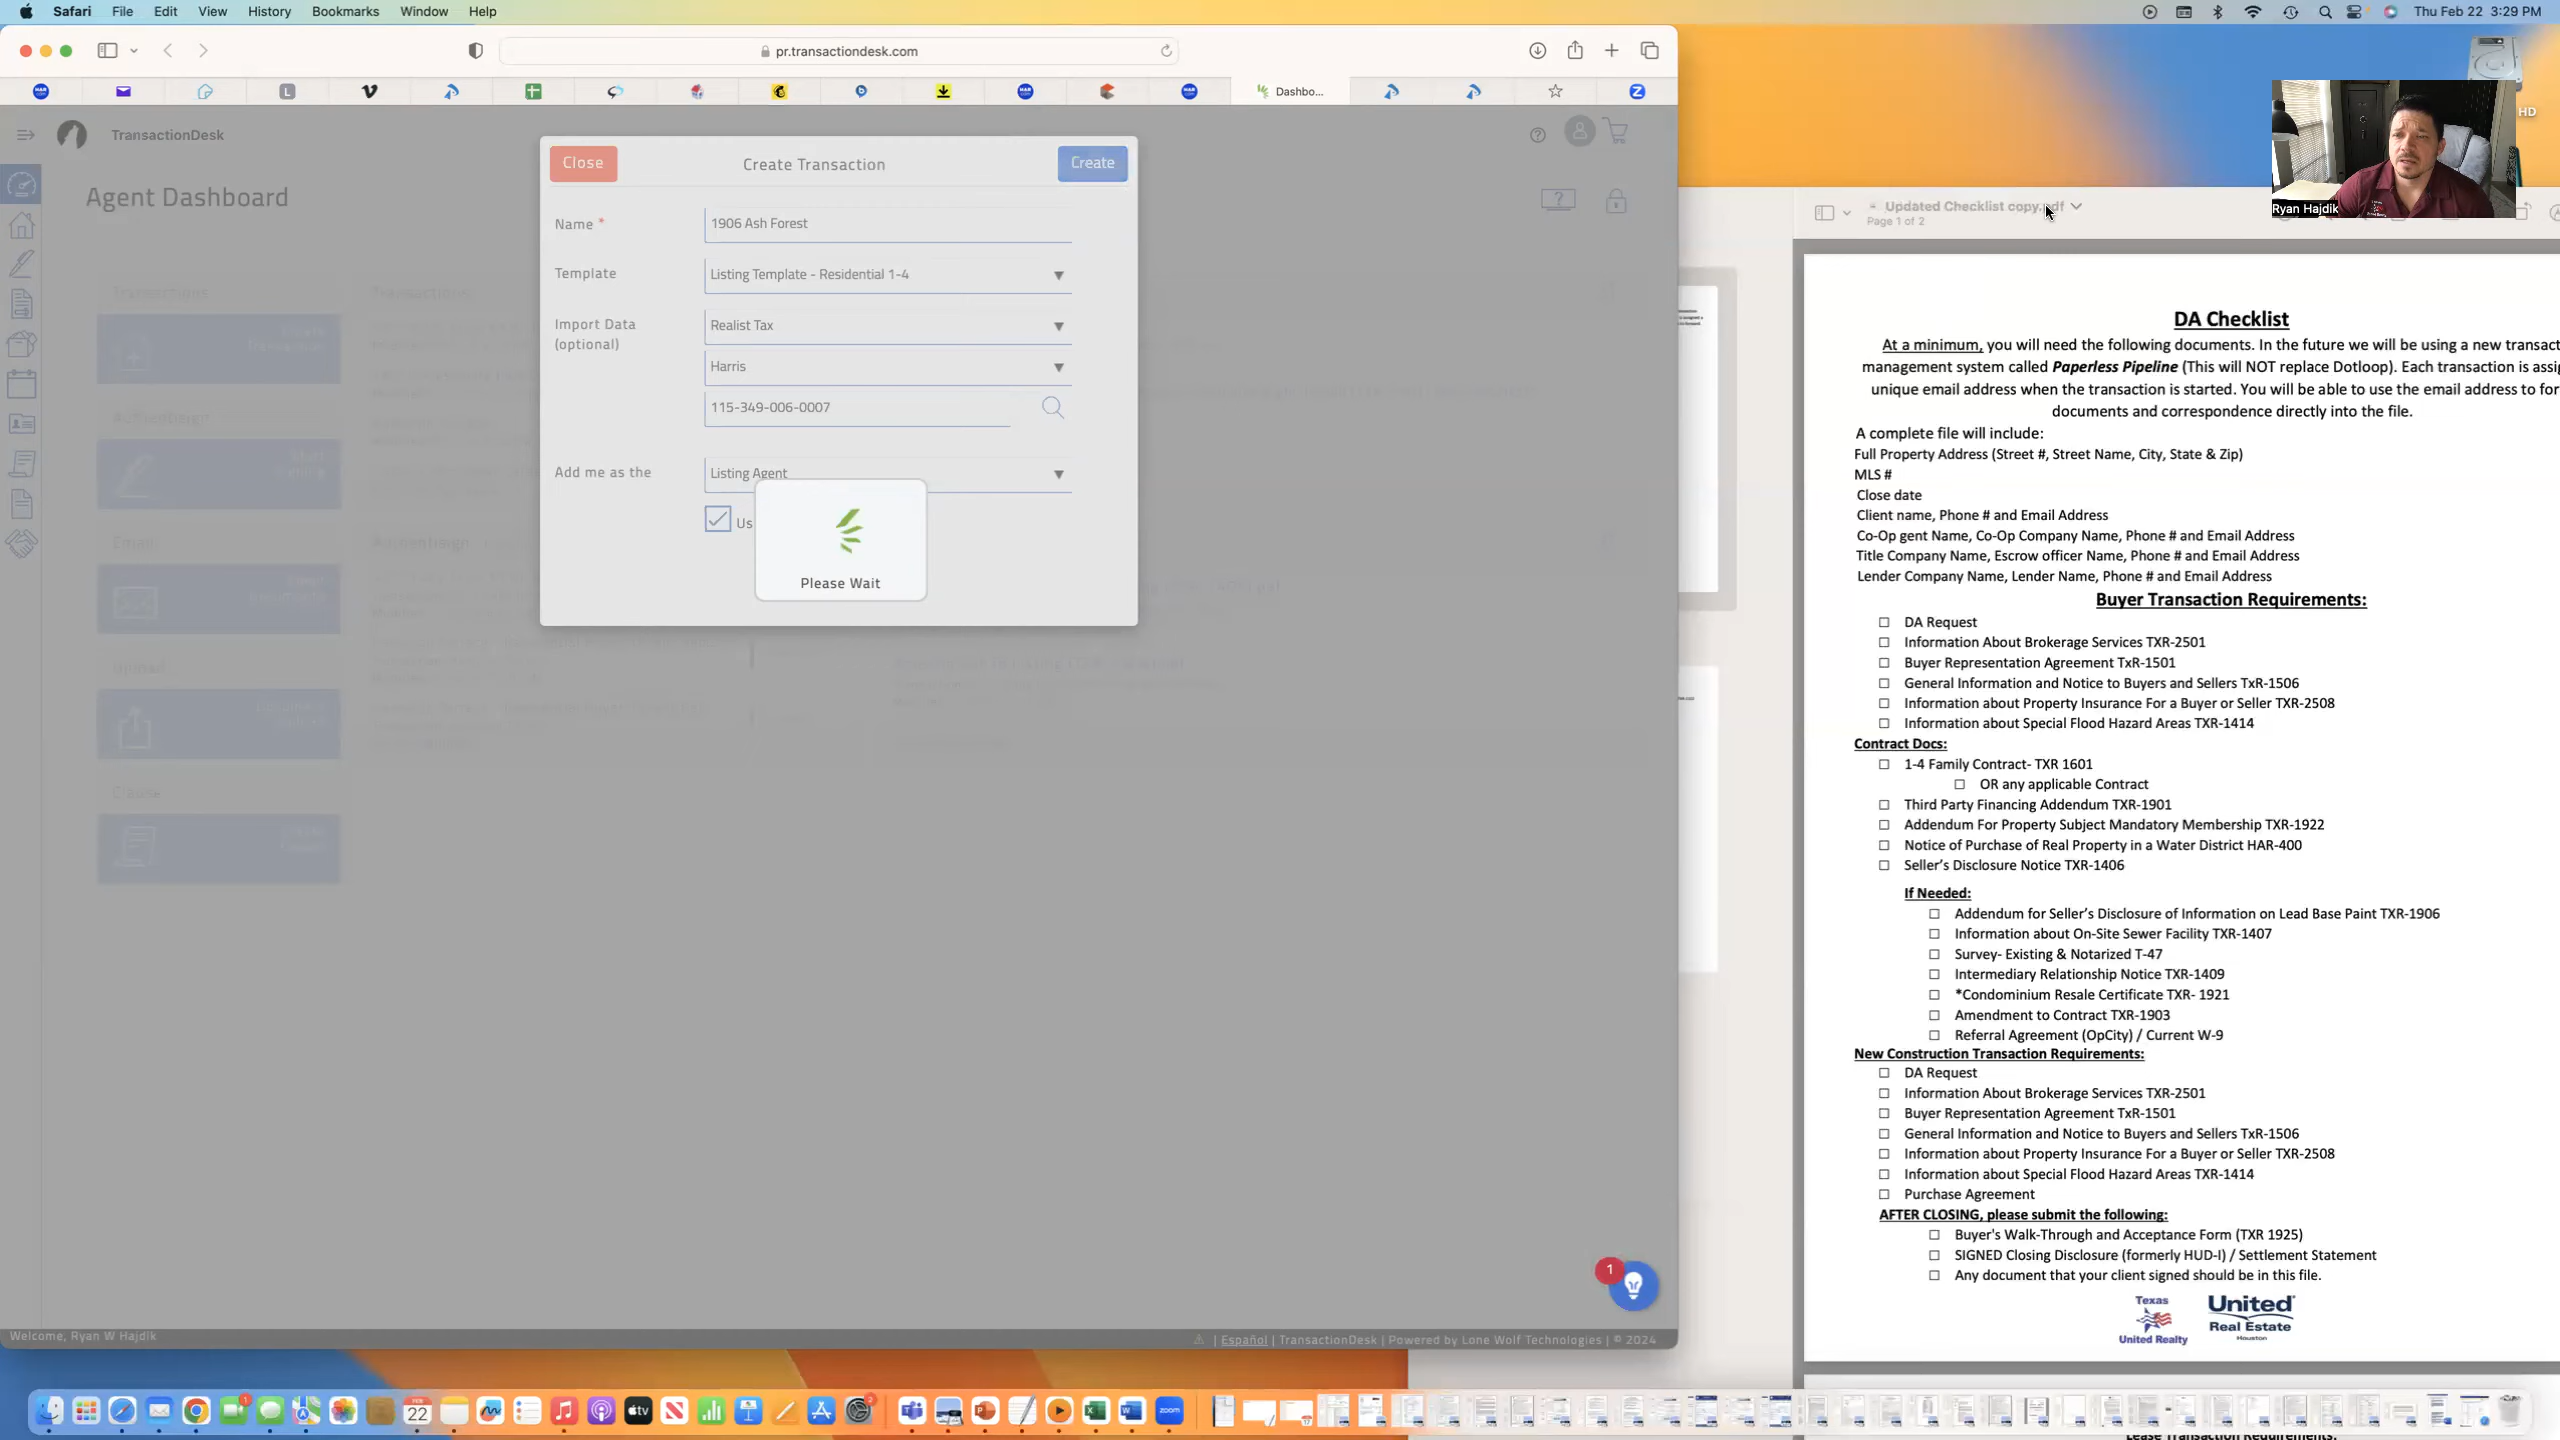 Safari File Edit View History Bookmarks Window Help
Thu Feb 22 3:29 PM
pr.transactiondesk.com
Dashbo...
HD
Ryan Hajdik
TransactionDesk
Agent Dashboard
Close
Create Transaction
Create
Name *
1906 Ash Forest
Template
Listing Template - Residential 1-4
Import Data
(optional)
Realist Tax
Harris
115-349-006-0007
Add me as the
Listing Agent
Us
Please Wait
Transactions
Transactions
Authentisign
Authentisign
Email
Upload
Clause
1
Welcome, Ryan W Hajdik
| Español | TransactionDesk | Powered by Lone Wolf Technologies | © 2024
Updated Checklist copy.pdf
Page 1 of 2
DA Checklist
At a minimum, you will need the following documents. In the future we will be using a new transact
management system called Paperless Pipeline (This will NOT replace Dotloop). Each transaction is assig
unique email address when the transaction is started. You will be able to use the email address to for
documents and correspondence directly into the file.
A complete file will include:
Full Property Address (Street #, Street Name, City, State & Zip)
MLS #
Close date
Client name, Phone # and Email Address
Co-Op gent Name, Co-Op Company Name, Phone # and Email Address
Title Company Name, Escrow officer Name, Phone # and Email Address
Lender Company Name, Lender Name, Phone # and Email Address
Buyer Transaction Requirements:
☐ DA Request
☐ Information About Brokerage Services TXR-2501
☐ Buyer Representation Agreement TxR-1501
☐ General Information and Notice to Buyers and Sellers TxR-1506
☐ Information about Property Insurance For a Buyer or Seller TXR-2508
☐ Information about Special Flood Hazard Areas TXR-1414
Contract Docs:
☐ 1-4 Family Contract- TXR 1601
☐ OR any applicable Contract
☐ Third Party Financing Addendum TXR-1901
☐ Addendum For Property Subject Mandatory Membership TXR-1922
☐ Notice of Purchase of Real Property in a Water District HAR-400
☐ Seller's Disclosure Notice TXR-1406
If Needed:
☐ Addendum for Seller's Disclosure of Information on Lead Base Paint TXR-1906
☐ Information about On-Site Sewer Facility TXR-1407
☐ Survey- Existing & Notarized T-47
☐ Intermediary Relationship Notice TXR-1409
☐ *Condominium Resale Certificate TXR- 1921
☐ Amendment to Contract TXR-1903
☐ Referral Agreement (OpCity) / Current W-9
New Construction Transaction Requirements:
☐ DA Request
☐ Information About Brokerage Services TXR-2501
☐ Buyer Representation Agreement TxR-1501
☐ General Information and Notice to Buyers and Sellers TxR-1506
☐ Information about Property Insurance For a Buyer or Seller TXR-2508
☐ Information about Special Flood Hazard Areas TXR-1414
☐ Purchase Agreement
AFTER CLOSING, please submit the following:
☐ Buyer's Walk-Through and Acceptance Form (TXR 1925)
☐ SIGNED Closing Disclosure (formerly HUD-I) / Settlement Statement
☐ Any document that your client signed should be in this file.
Texas
United Realty
United
Real Estate
Houston
Lease Transaction Requirements: